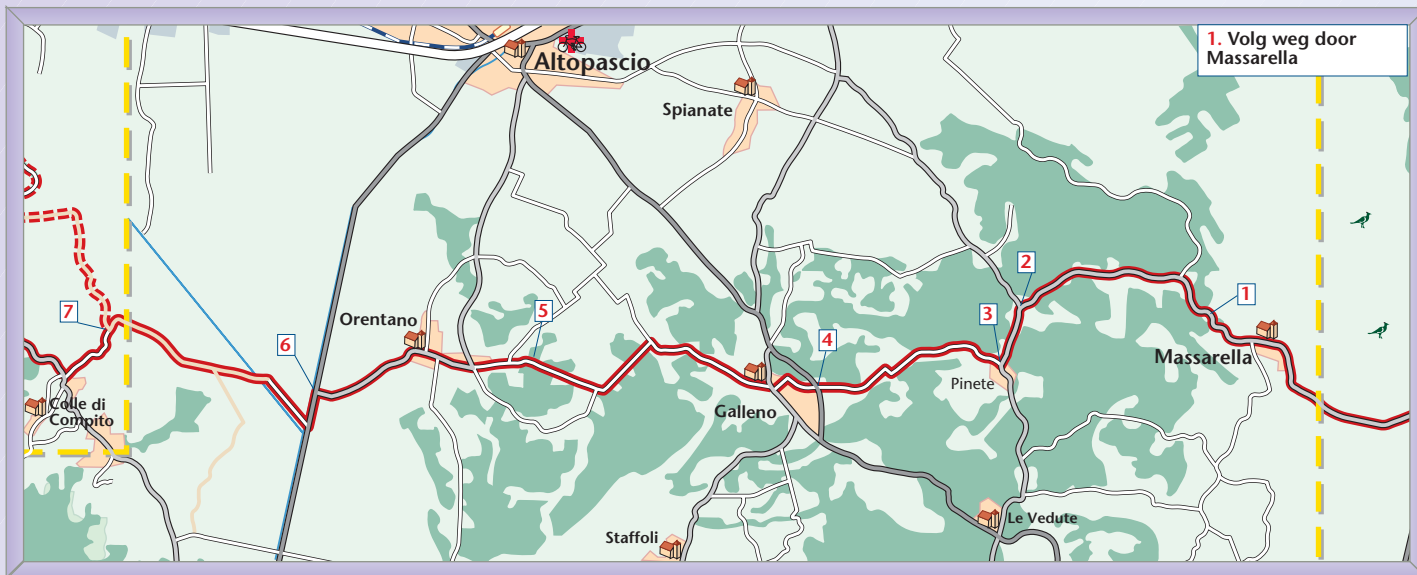 1. Volg weg door
Massarella
Altopascio
Spianate
2
1
7
Orentano
5
3
6
4
Massarella
Pinete
Galleno
Colle di
Compito
Le Vedute
Staffoli